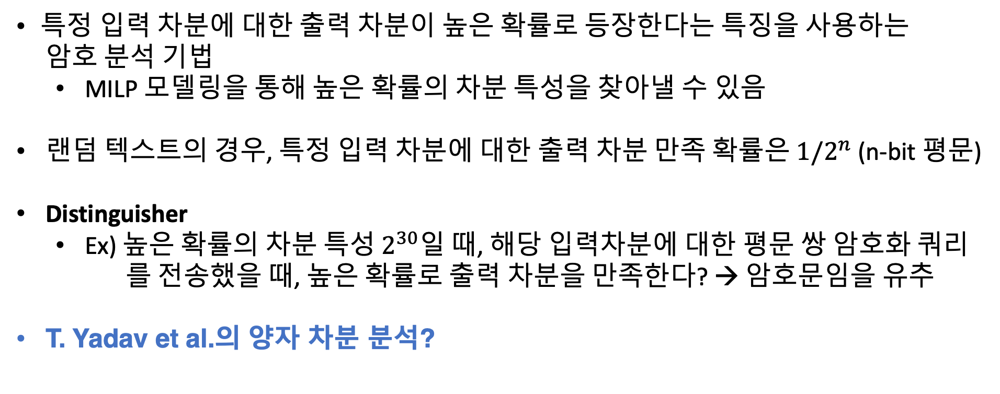 • 특정 입력 차분에 대한 출력 차분이 높은 확률로 등장한다는 특징을 사용하는
암호 분석 기법
• MILP 모델링을 통해 높은 확률의 차분 특성을 찾아낼 수 있음
• 랜덤 텍스트의 경우, 특정 입력 차분에 대한 출력 차분 만족 확률은 1/2ⁿ (n-bit 평문)
• Distinguisher
• Ex) 높은 확률의 차분 특성 2³⁰일 때, 해당 입력차분에 대한 평문 쌍 암호화 쿼리
를 전송했을 때, 높은 확률로 출력 차분을 만족한다? → 암호문임을 유추
• T. Yadav et al.의 양자 차분 분석?